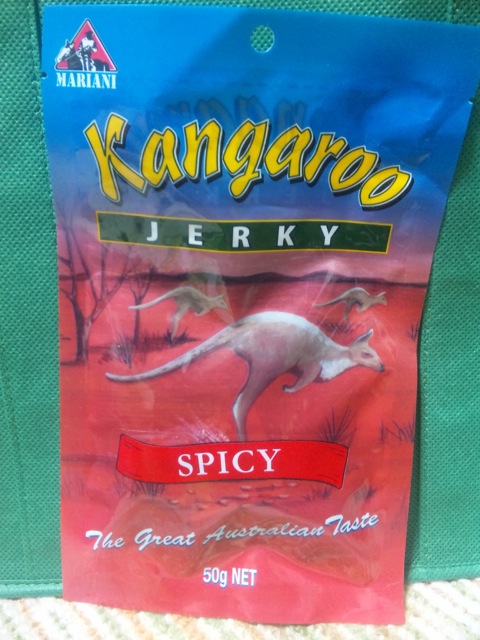 MARIANI
Kangaroo
JERKY
SPICY
The Great Australian Taste
50g NET